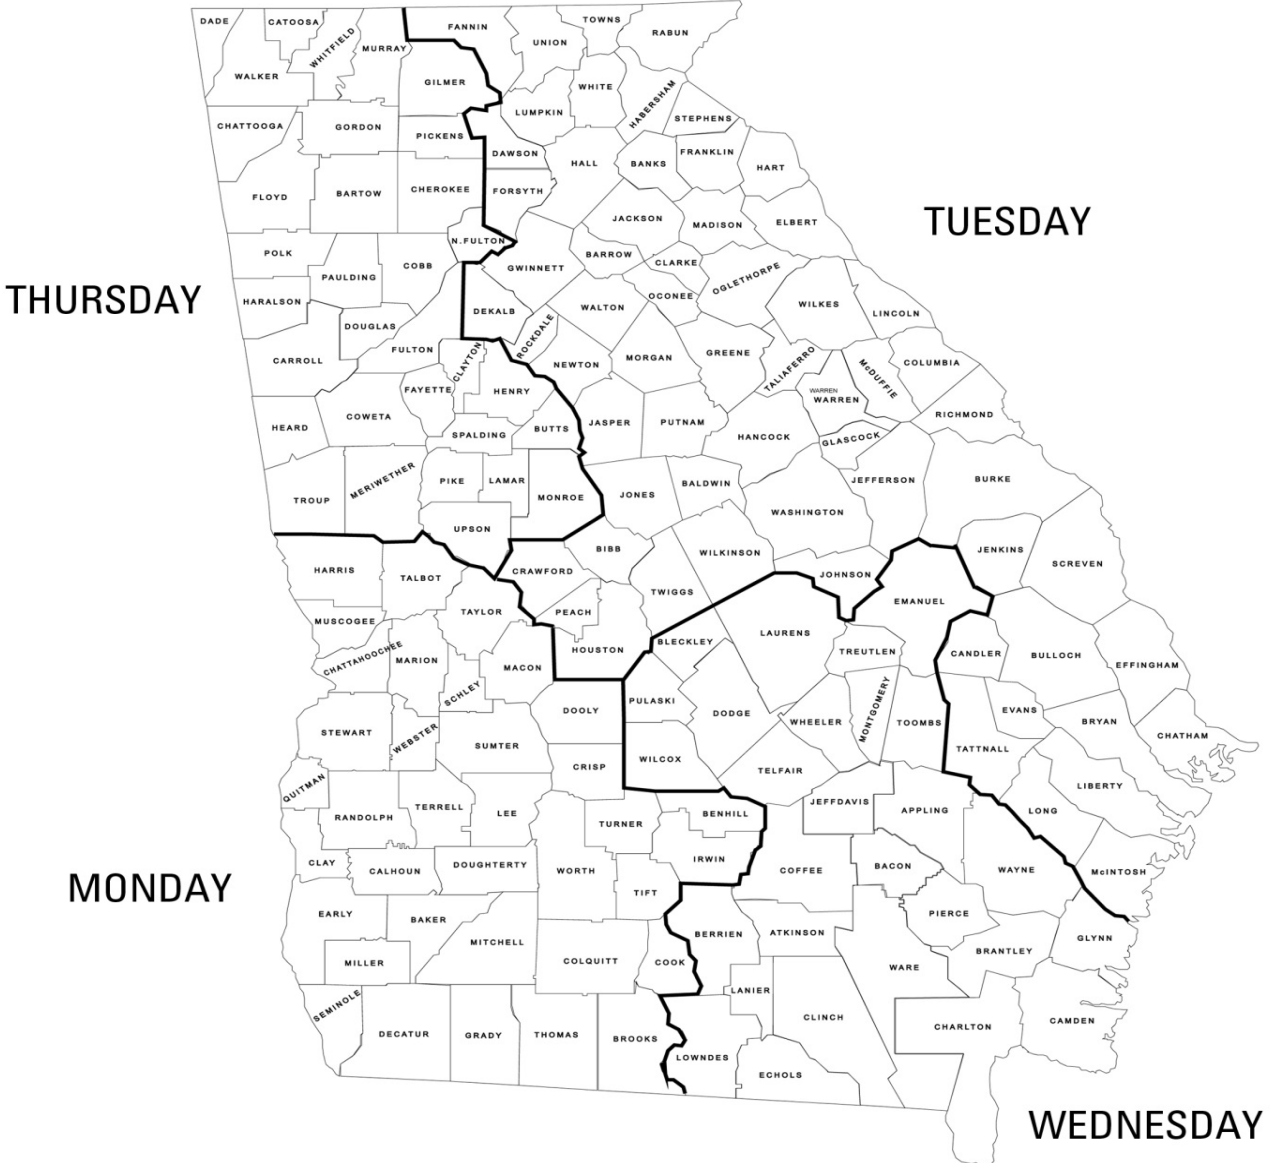 DADE
CATOOSA
WHITFIELD
MURRAY
FANNIN
UNION
TOWNS
RABUN
WALKER
GILMER
WHITE
HABERSHAM
LUMPKIN
STEPHENS
CHATTOOGA
GORDON
PICKENS
DAWSON
HALL
BANKS
FRANKLIN
HART
FLOYD
BARTOW
CHEROKEE
FORSYTH
JACKSON
MADISON
ELBERT
TUESDAY
N.FULTON
POLK
PAULDING
COBB
GWINNETT
BARROW
CLARKE
OGLETHORPE
THURSDAY
HARALSON
OCONEE
WILKES
LINCOLN
DOUGLAS
DEKALB
ROCKDALE
WALTON
CARROLL
FULTON
CLAYTON
NEWTON
MORGAN
GREENE
TALIAFERRO
McDUFFIE
COLUMBIA
FAYETTE
HENRY
WARREN
WARREN
HEARD
COWETA
SPALDING
BUTTS
JASPER
PUTNAM
HANCOCK
GLASCOCK
RICHMOND
TROUP
MERIWETHER
PIKE
LAMAR
MONROE
JONES
BALDWIN
WASHINGTON
JEFFERSON
BURKE
UPSON
BIBB
WILKINSON
JENKINS
SCREVEN
HARRIS
TALBOT
CRAWFORD
TWIGGS
JOHNSON
EMANUEL
MUSCOGEE
TAYLOR
PEACH
HOUSTON
BLECKLEY
LAURENS
TREUTLEN
CANDLER
BULLOCH
EFFINGHAM
CHATTAHOOCHEE
MARION
SCHLEY
MACON
DOOLY
PULASKI
DODGE
WHEELER
MONTGOMERY
TOOMBS
TATTNALL
EVANS
BRYAN
CHATHAM
STEWART
WEBSTER
SUMTER
CRISP
WILCOX
TELFAIR
LIBERTY
QUITMAN
RANDOLPH
TERRELL
LEE
TURNER
BENHILL
JEFFDAVIS
APPLING
LONG
MONDAY
CLAY
CALHOUN
DOUGHTERTY
WORTH
IRWIN
COFFEE
BACON
WAYNE
McINTOSH
TIFT
EARLY
BAKER
MITCHELL
COLQUITT
COOK
BERRIEN
ATKINSON
PIERCE
BRANTLEY
GLYNN
MILLER
WARE
SEMINOLE
DECATUR
GRADY
THOMAS
BROOKS
LANIER
CLINCH
CHARLTON
CAMDEN
LOWNDES
ECHOLS
WEDNESDAY